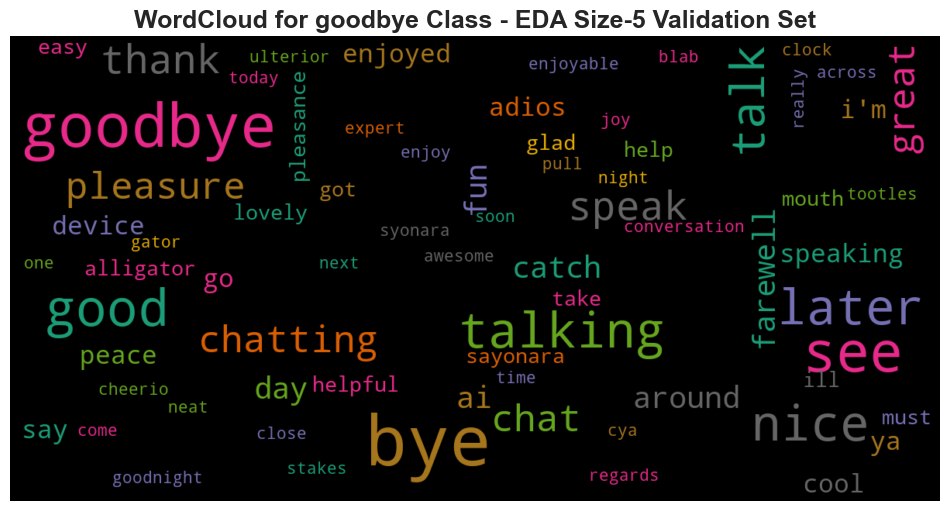 WordCloud for goodbye Class - EDA Size-5 Validation Set
easy
thank
ulterior
enjoyed
enjoyable
blab
talk
clock
great
today
pleasance
really
across
goodbye
adios
i'm
expert
joy
enjoy
glad
help
pull
pleasure
got
fun
night
speak
mouth
tootles
device
lovely
soon
conversation
farewell
gator
syonara
one
alligator
go
next
awesome
catch
speaking
good
take
later
chatting
talking
see
peace
sayonara
cheerio
day
helpful
time
ill
neat
ai
chat
around
nice
must
say
come
close
bye
cya
ya
goodnight
stakes
regards
cool